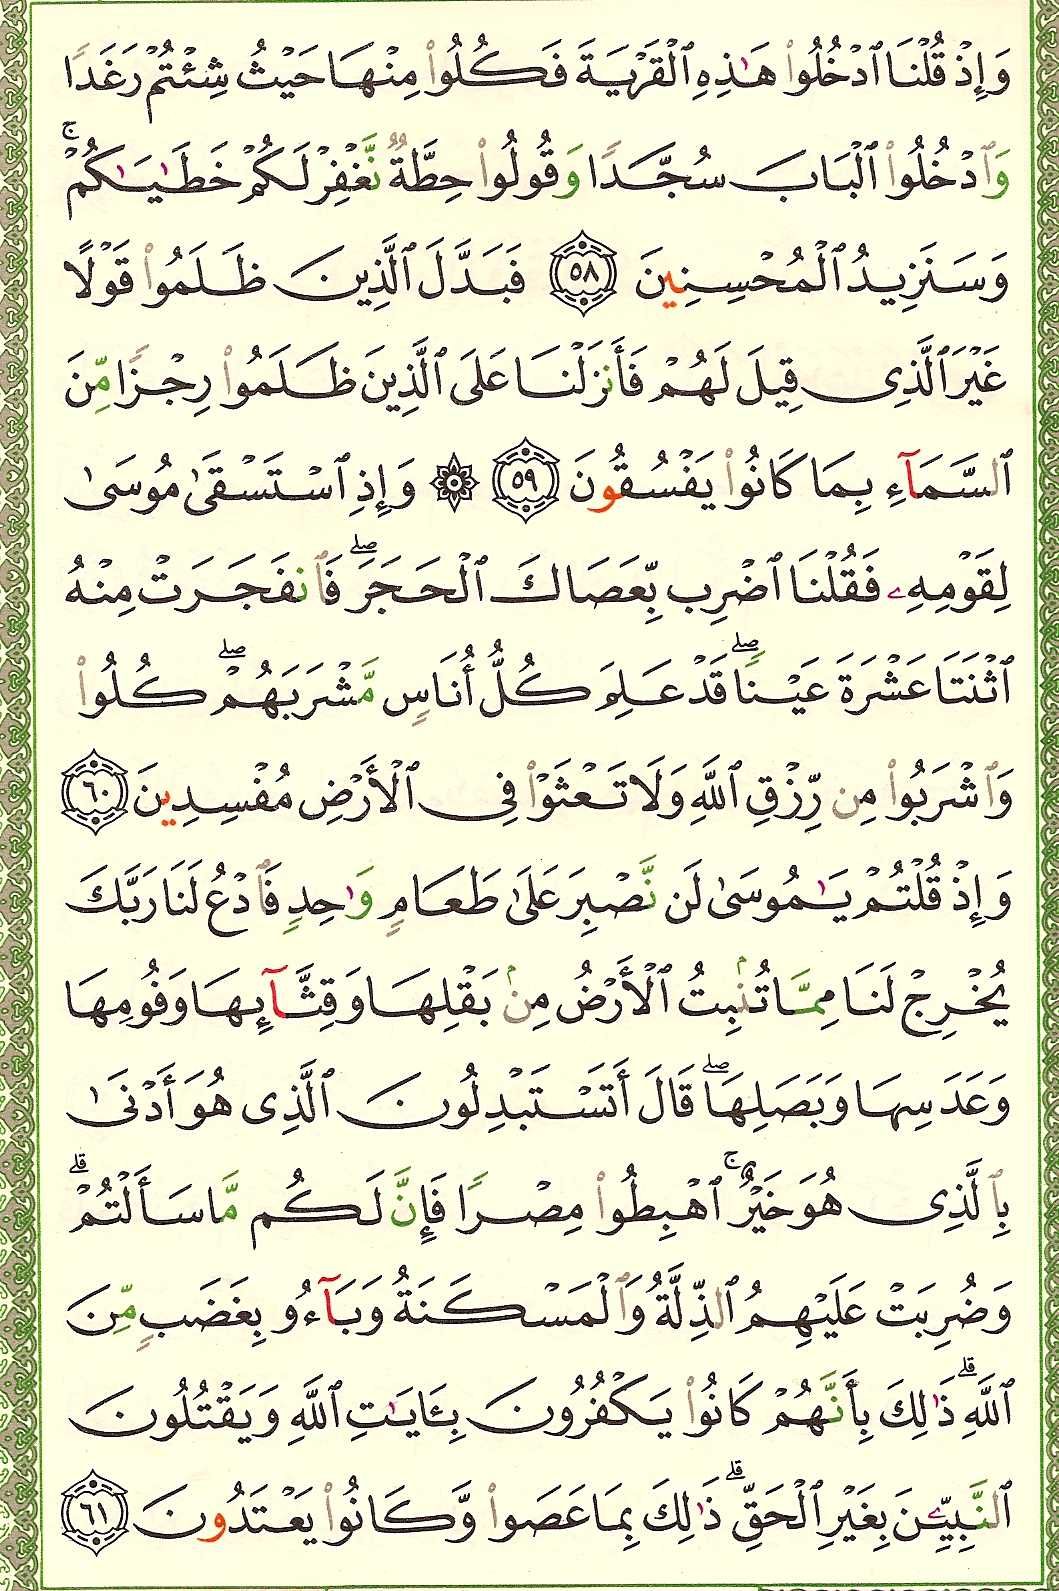 وَإِذۡ قُلۡنَا ٱدۡخُلُواْ هَٰذِهِ ٱلۡقَرۡيَةَ فَكُلُواْ مِنۡهَا حَيۡثُ شِئۡتُمۡ رَغَدٗا
وَٱدۡخُلُواْ ٱلۡبَابَ سُجَّدٗا وَقُولُواْ حِطَّةٞ نَّغۡفِرۡ لَكُمۡ خَطَٰيَٰكُمۡۚ
وَسَنَزِيدُ ٱلۡمُحۡسِنِينَ ٥٨ فَبَدَّلَ ٱلَّذِينَ ظَلَمُواْ قَوۡلًا
غَيۡرَ ٱلَّذِي قِيلَ لَهُمۡ فَأَنزَلۡنَا عَلَى ٱلَّذِينَ ظَلَمُواْ رِجۡزٗا مِّنَ
ٱلسَّمَآءِ بِمَا كَانُواْ يَفۡسُقُونَ ٥٩ ۞ وَإِذِ ٱسۡتَسۡقَىٰ مُوسَىٰ
لِقَوۡمِهِۦ فَقُلۡنَا ٱضۡرِب بِّعَصَاكَ ٱلۡحَجَرَۖ فَٱنفَجَرَتۡ مِنۡهُ
ٱثۡنَتَا عَشۡرَةَ عَيۡنٗاۖ قَدۡ عَلِمَ كُلُّ أُنَاسٖ مَّشۡرَبَهُمۡۖ كُلُواْ
وَٱشۡرَبُواْ مِن رِّزۡقِ ٱللَّهِ وَلَا تَعۡثَوۡاْ فِي ٱلۡأَرۡضِ مُفۡسِدِينَ ٦٠
وَإِذۡ قُلۡتُمۡ يَٰمُوسَىٰ لَن نَّصۡبِرَ عَلَىٰ طَعَامٖ وَٰحِدٖ فَٱدۡعُ لَنَا رَبَّكَ
يُخۡرِجۡ لَنَا مِمَّا تُنۢبِتُ ٱلۡأَرۡضُ مِنۢ بَقۡلِهَا وَقِثَّآئِهَا وَفُومِهَا
وَعَدَسِهَا وَبَصَلِهَاۖ قَالَ أَتَسۡتَبۡدِلُونَ ٱلَّذِي هُوَ أَدۡنَىٰ
بِٱلَّذِي هُوَ خَيۡرٌۚ ٱهۡبِطُواْ مِصۡرٗا فَإِنَّ لَكُم مَّا سَأَلۡتُمۡۗ
وَضُرِبَتۡ عَلَيۡهِمُ ٱلذِّلَّةُ وَٱلۡمَسۡكَنَةُ وَبَآءُو بِغَضَبٖ مِّنَ
ٱللَّهِۗ ذَٰلِكَ بِأَنَّهُمۡ كَانُواْ يَكۡفُرُونَ بِـَٔايَٰتِ ٱللَّهِ وَيَقۡتُلُونَ
ٱلنَّبِيِّـۧنَ بِغَيۡرِ ٱلۡحَقِّۗ ذَٰلِكَ بِمَا عَصَواْ وَّكَانُواْ يَعۡتَدُونَ ٦١